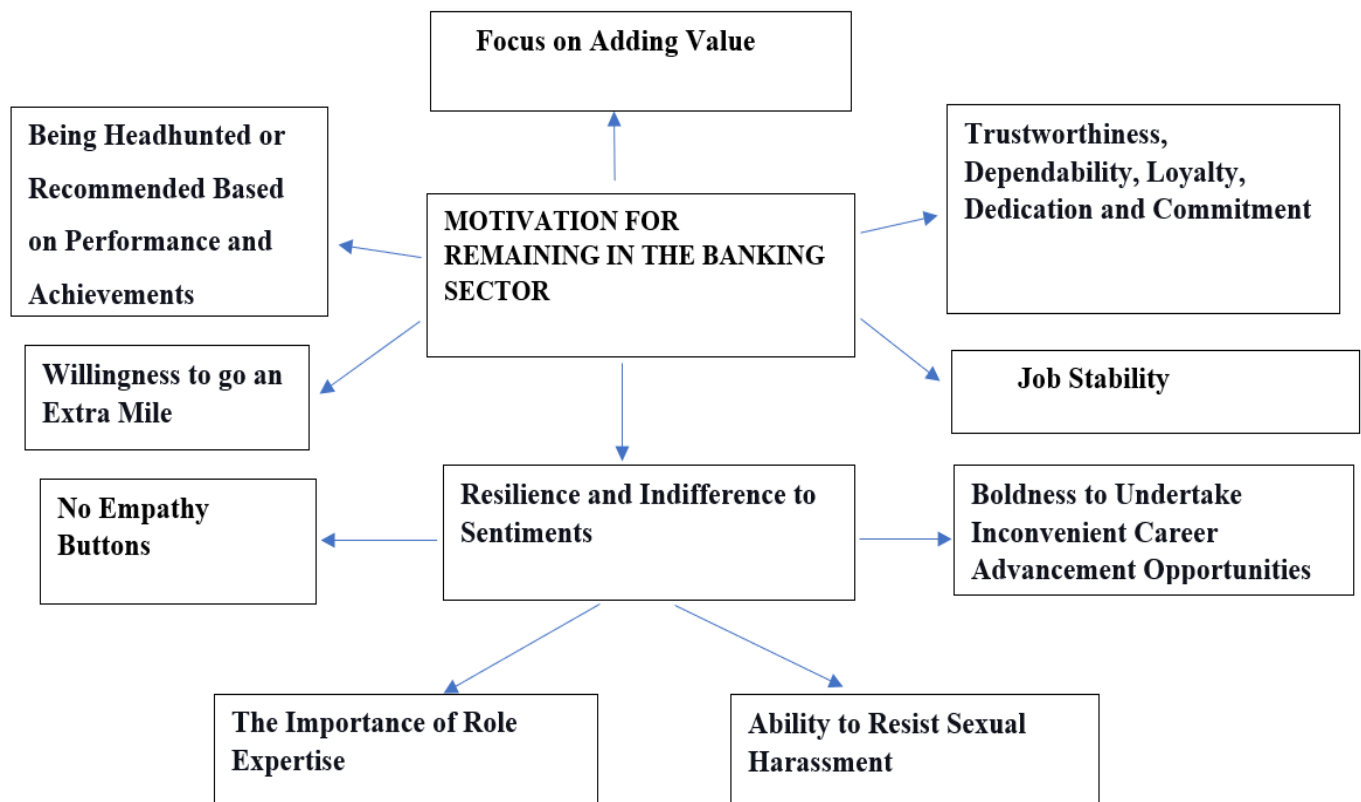 Focus on Adding Value
Being Headhunted or
Recommended Based
on Performance and
Achievements
Trustworthiness,
Dependability, Loyalty,
Dedication and Commitment
MOTIVATION FOR
REMAINING IN THE BANKING
SECTOR
Willingness to go an
Extra Mile
Job Stability
No Empathy
Buttons
Resilience and Indifference to
Sentiments
Boldness to Undertake
Inconvenient Career
Advancement Opportunities
The Importance of Role
Expertise
Ability to Resist Sexual
Harassment